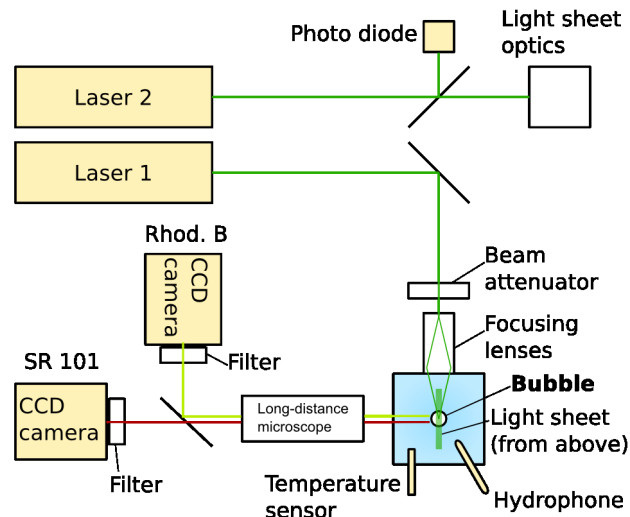 Photo diode
Light sheet
optics
Laser 2
Laser 1
Rhod. B
CCD
camera
Beam
attenuator
Filter
Focusing
lenses
SR 101
CCD
camera
Long-distance
microscope
Bubble
Light sheet
(from above)
Filter
Temperature
sensor
Hydrophone